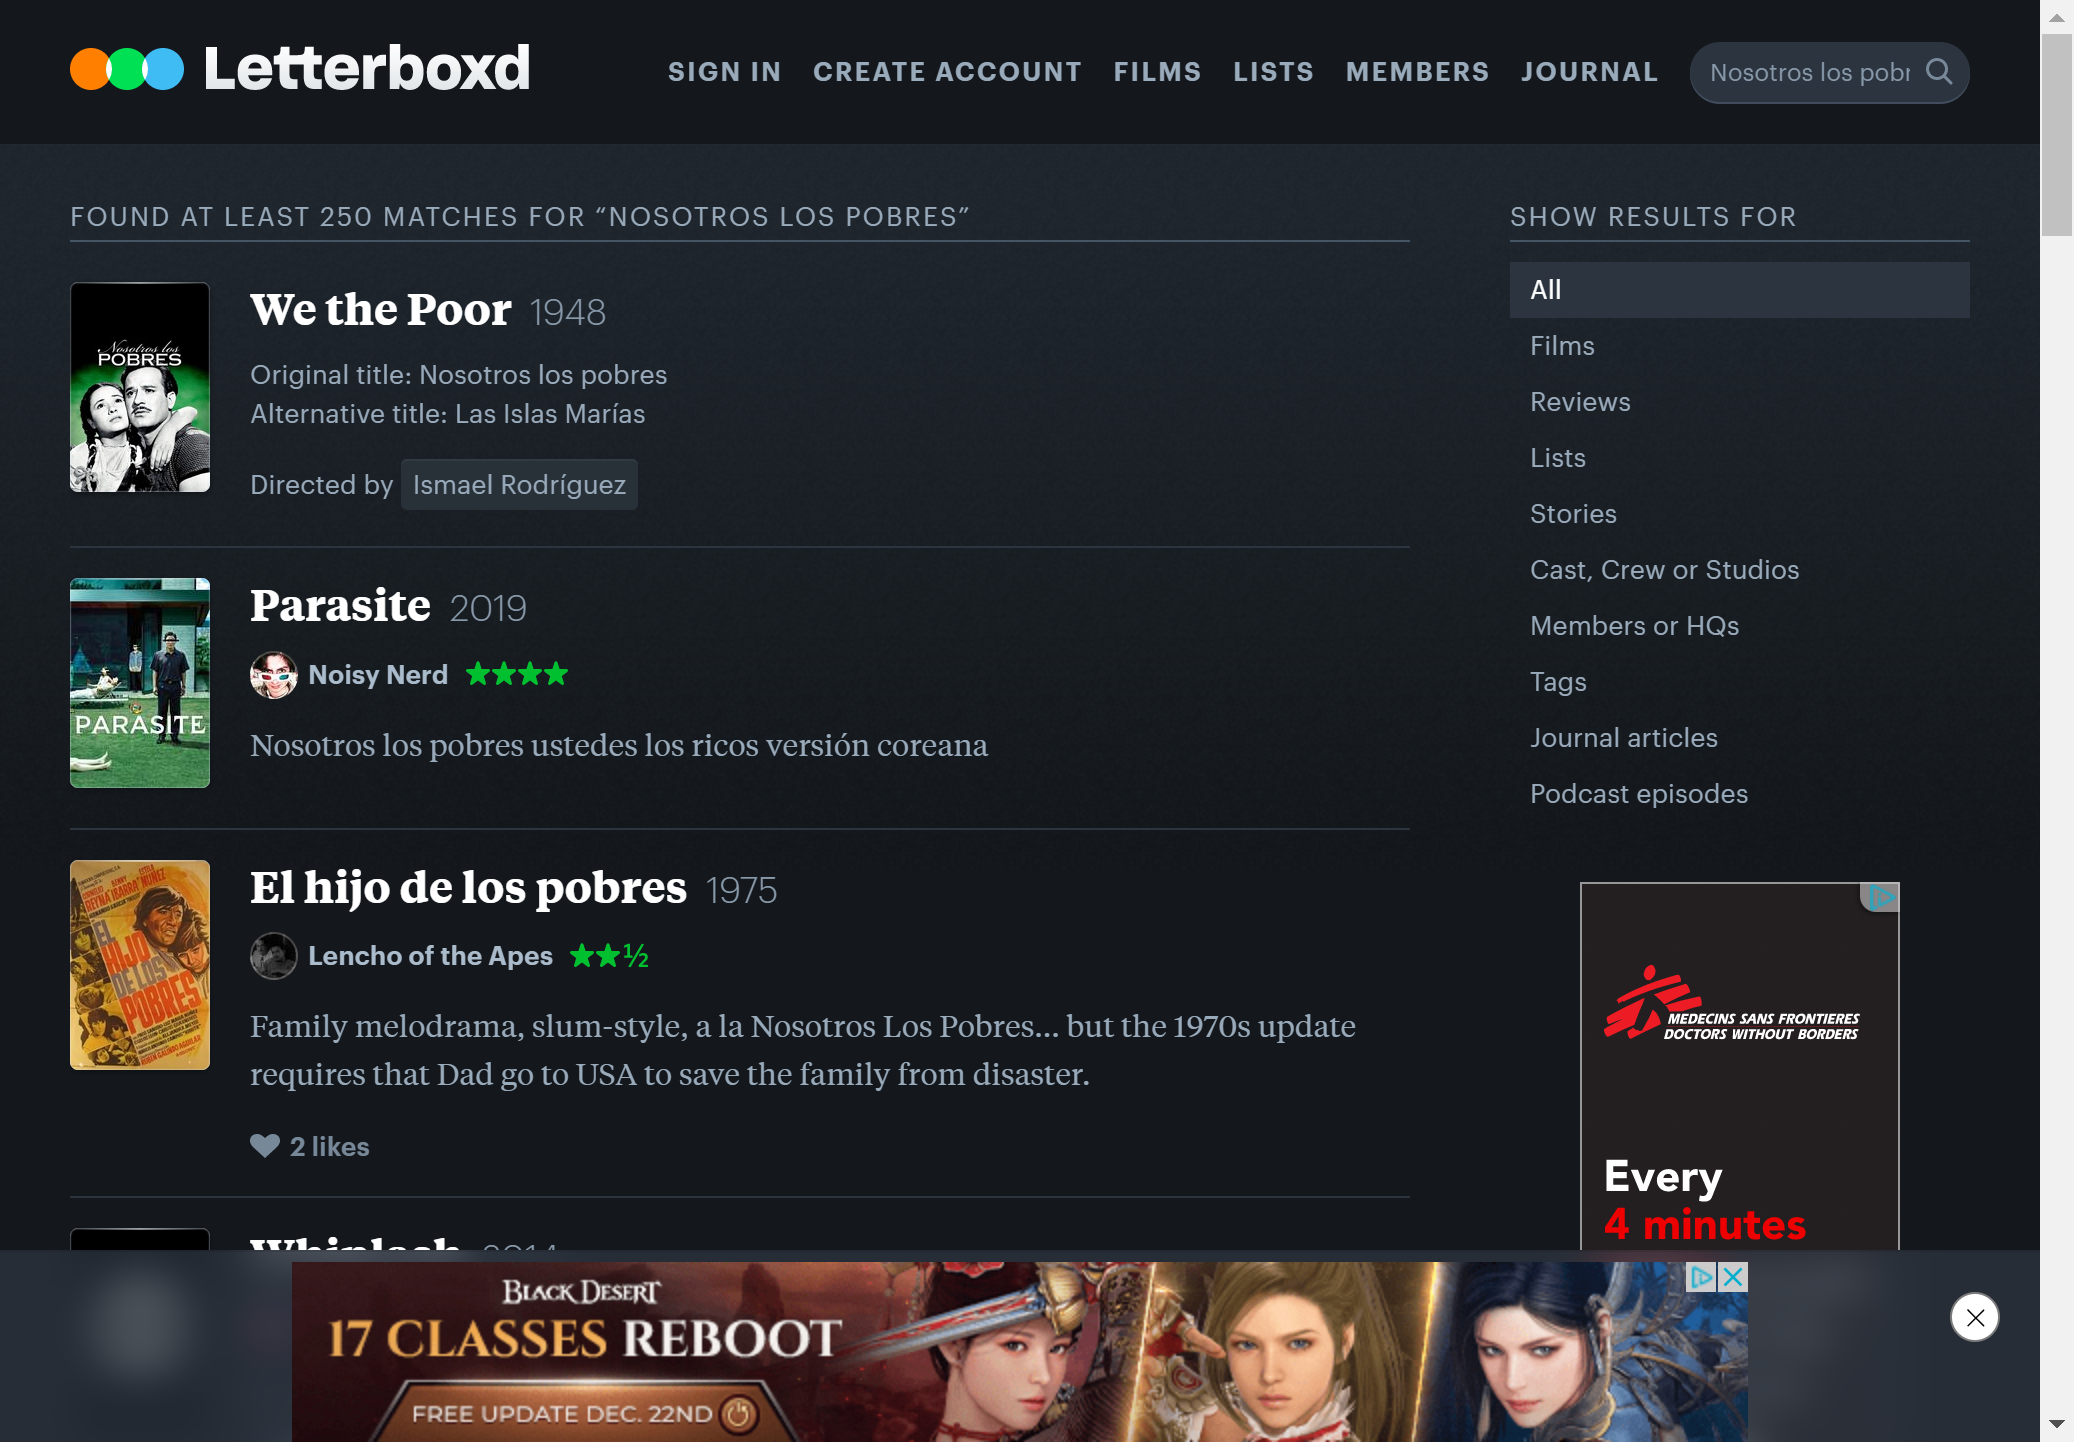 Letterboxd
SIGN IN CREATE ACCOUNT FILMS LISTS MEMBERS JOURNAL
Nosotros los pobr
FOUND AT LEAST 250 MATCHES FOR “NOSOTROS LOS POBRES”
Nosotros los
POBRES
We the Poor 1948
Original title: Nosotros los pobres
Alternative title: Las Islas Marías
Directed by Ismael Rodríguez
PARASITE
Parasite 2019
Noisy Nerd ★★★★
Nosotros los pobres ustedes los ricos versión coreana
EL
HIJO
DE LOS
POBRES
El hijo de los pobres 1975
Lencho of the Apes ★★½
Family melodrama, slum-style, a la Nosotros Los Pobres... but the 1970s update
requires that Dad go to USA to save the family from disaster.
2 likes
Whiplash 2014
SHOW RESULTS FOR
All
Films
Reviews
Lists
Stories
Cast, Crew or Studios
Members or HQs
Tags
Journal articles
Podcast episodes
MEDECINS SANS FRONTIERES
DOCTORS WITHOUT BORDERS
Every
4 minutes
BLACK DESERT
17 CLASSES REBOOT
FREE UPDATE DEC. 22ND